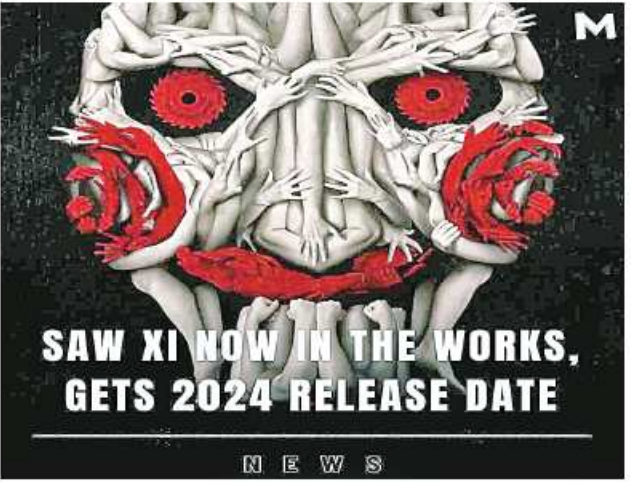 M
SAW XI NOW IN THE WORKS,
GETS 2024 RELEASE DATE
NEWS